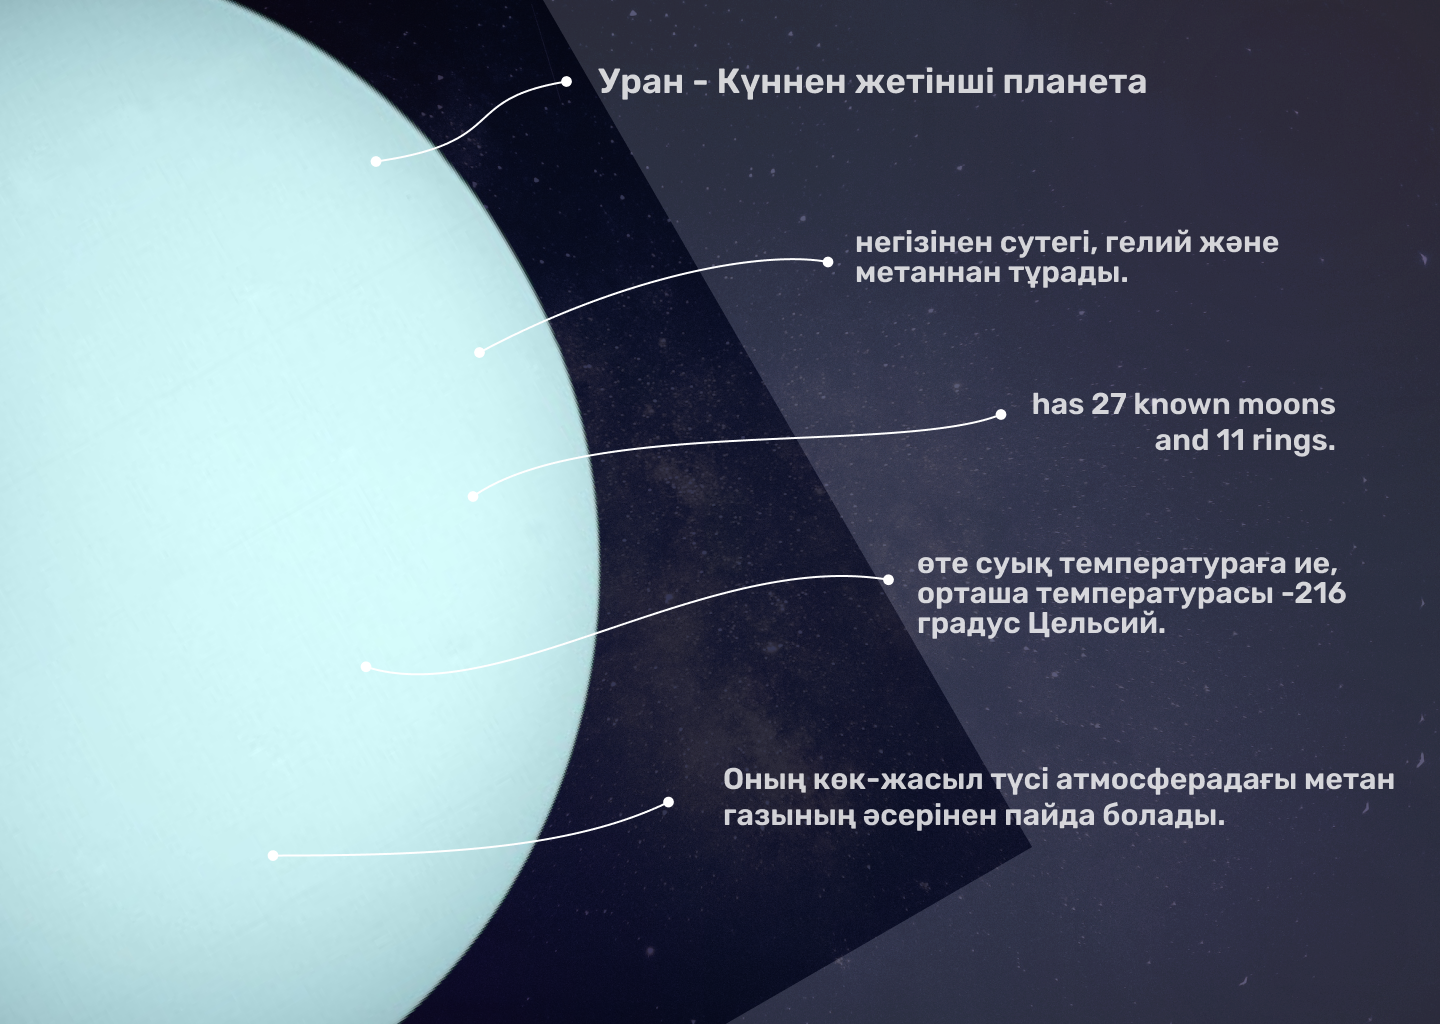 Уран - Күннен жетінші планета
негізінен сутегі, гелий және
метаннан тұрады.
has 27 known moons
and 11 rings.
өте суық температураға ие,
орташа температурасы -216
градус Цельсий.
Оның көк-жасыл түсі атмосферадағы метан
газының әсерінен пайда болады.